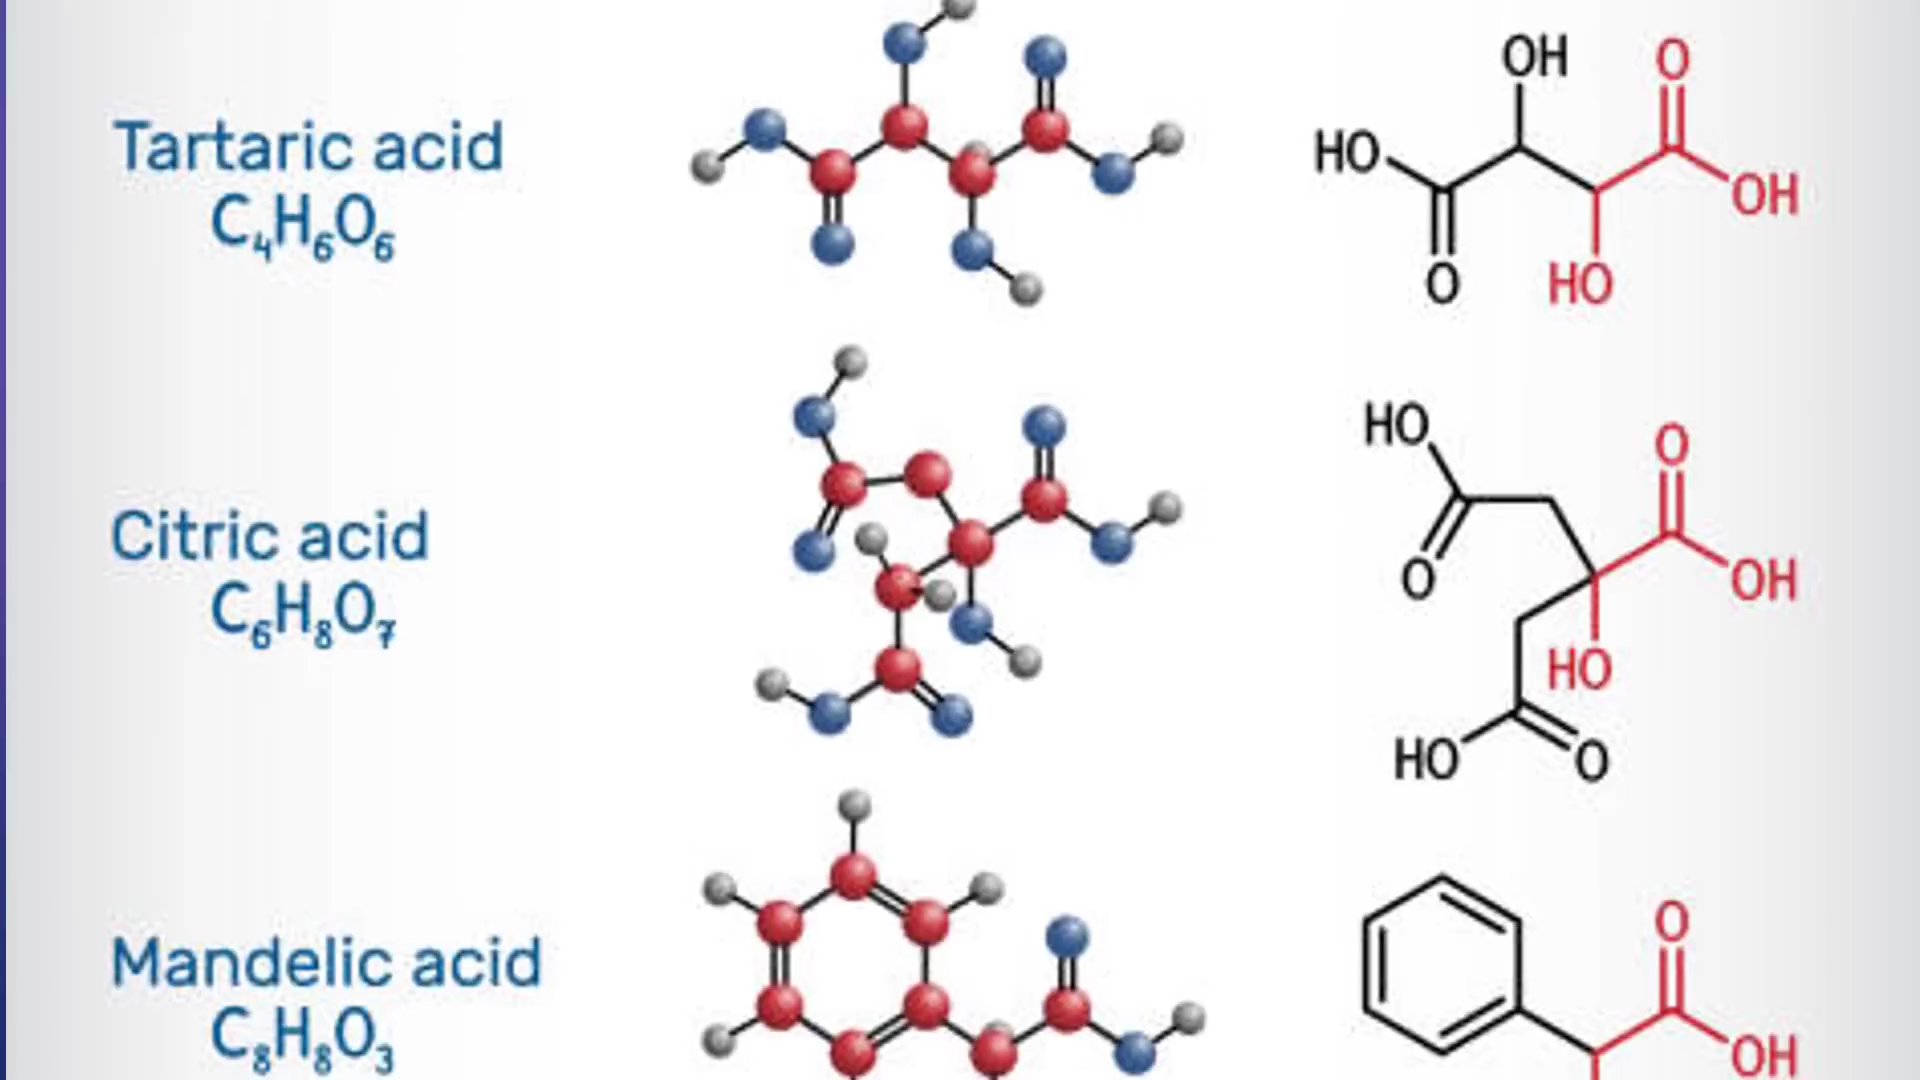 Tartaric acid
C₄H₆O₆
OH
O
HO
OH
O
HO
Citric acid
C₆H₈O₇
HO
O
O
OH
HO
HO
O
Mandelic acid
C₈H₈O₃
O
OH